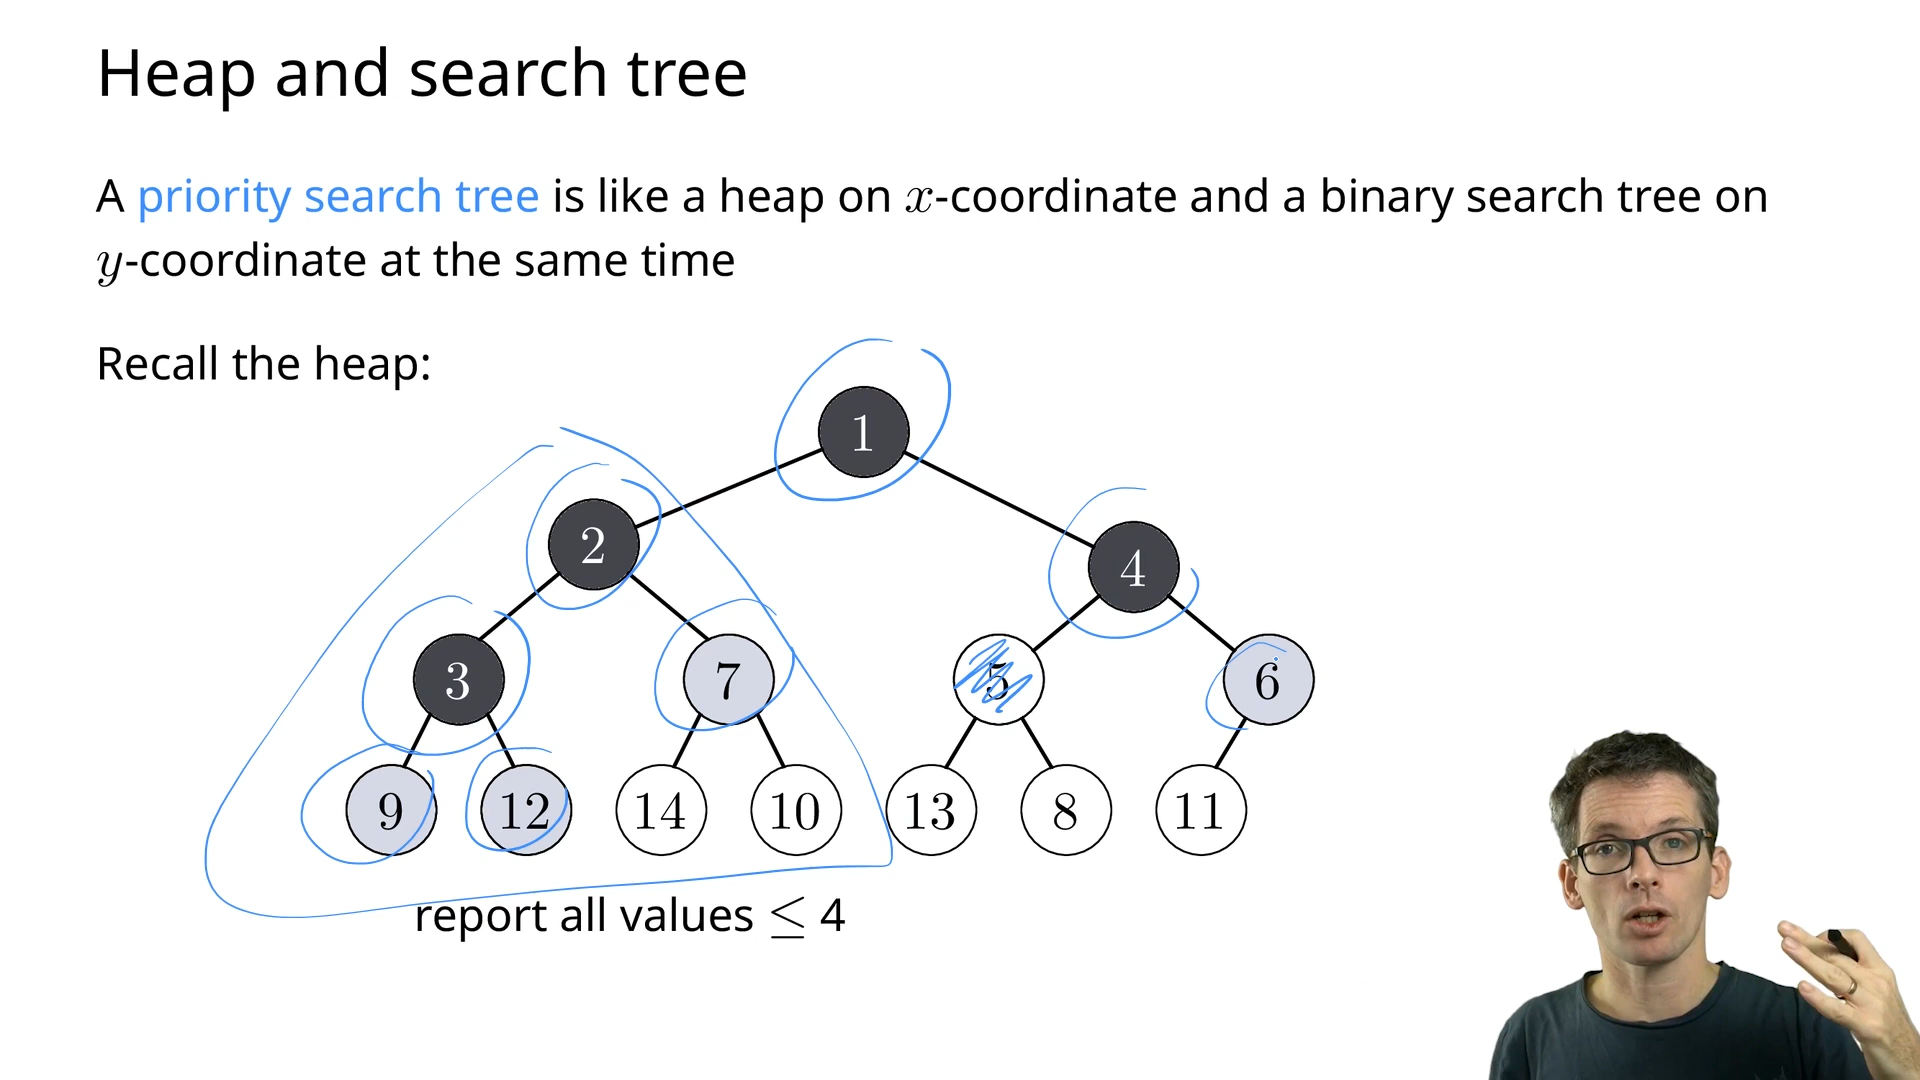 Heap and search tree
A priority search tree is like a heap on x-coordinate and a binary search tree on
y-coordinate at the same time
Recall the heap:
1
2
4
3
7
5
6
9
12
14
10
13
8
11
report all values ≤ 4